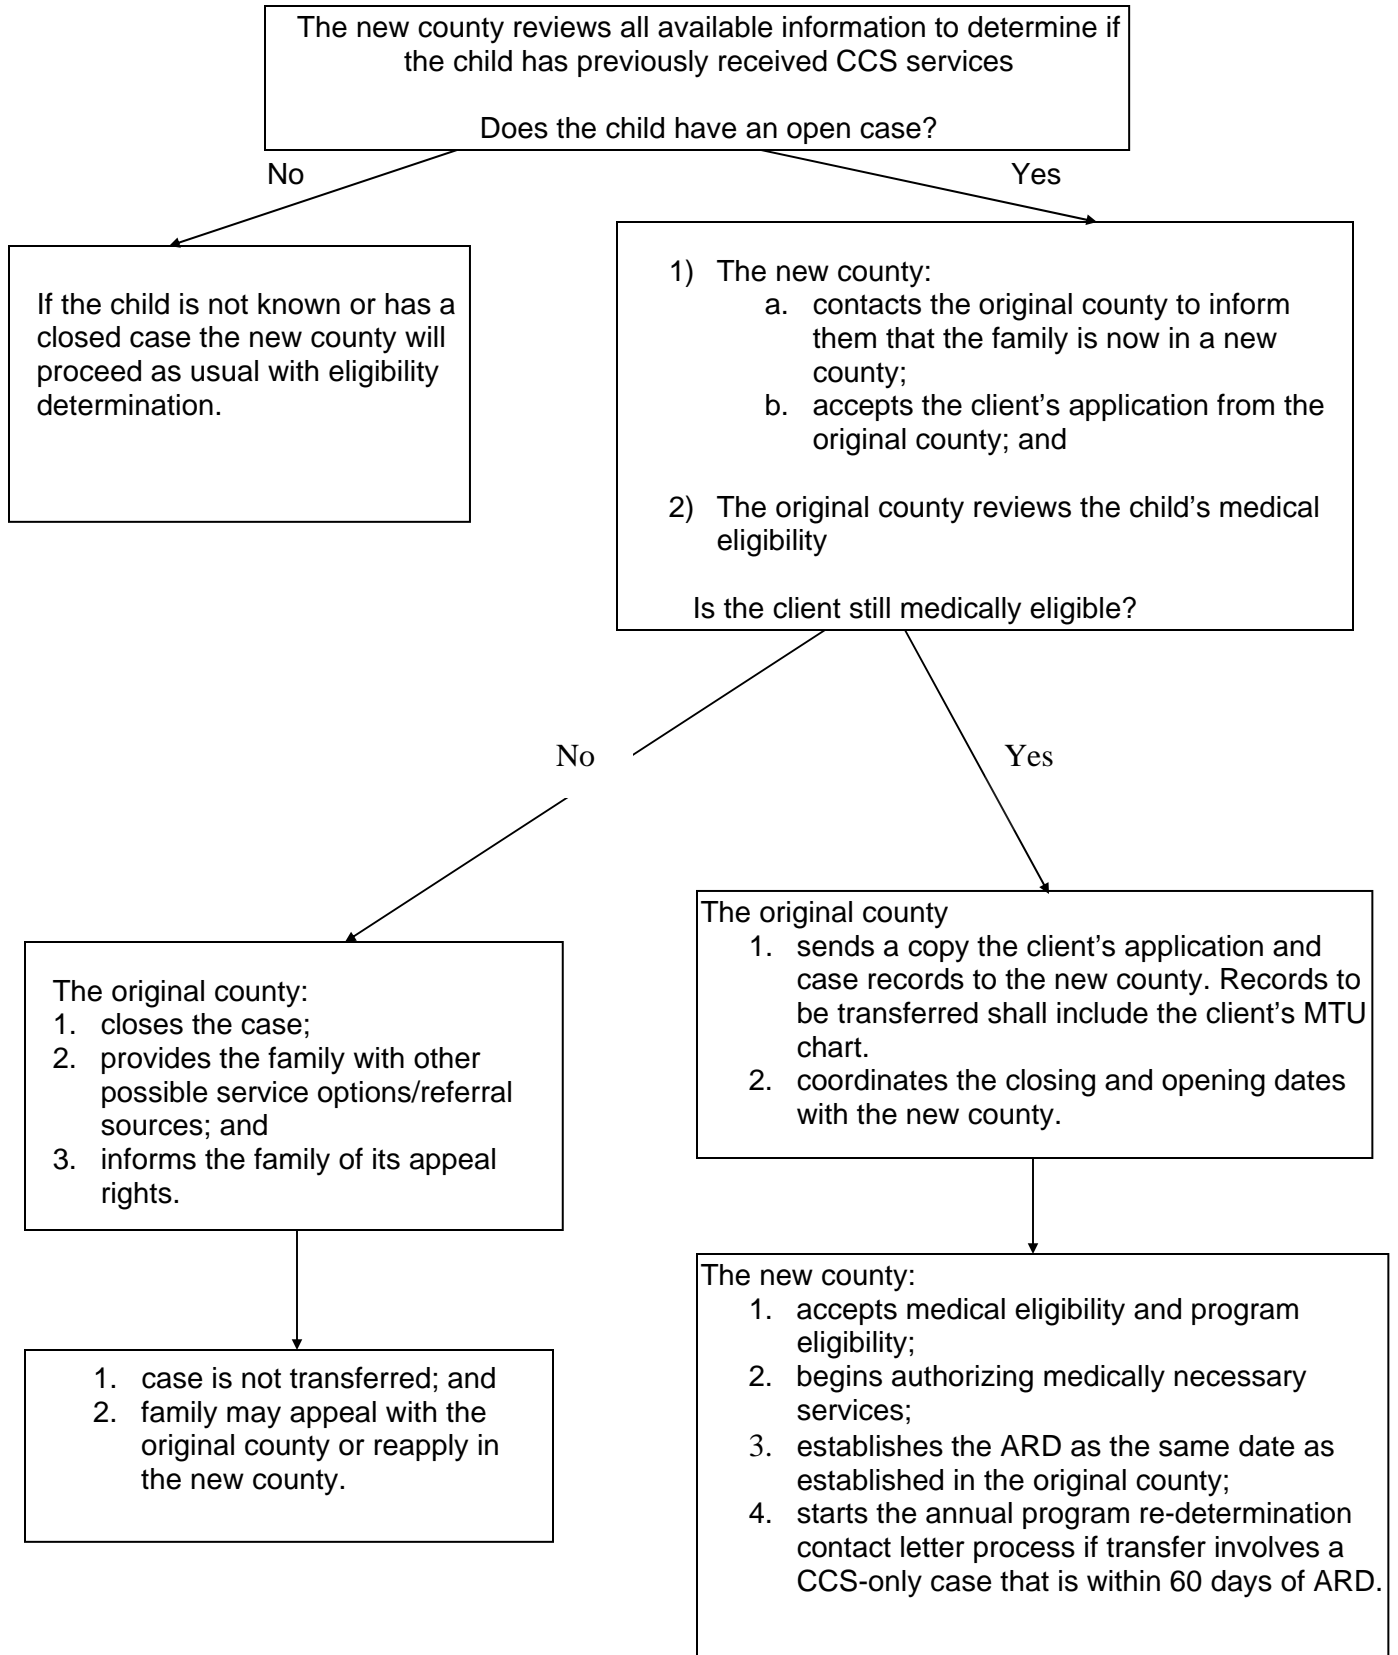 The new county reviews all available information to determine if
the child has previously received CCS services
Does the child have an open case?
No
Yes
If the child is not known or has a
closed case the new county will
proceed as usual with eligibility
determination.
1) The new county:
a. contacts the original county to inform
them that the family is now in a new
county;
b. accepts the client’s application from the
original county; and
2) The original county reviews the child’s medical
eligibility
Is the client still medically eligible?
No
Yes
The original county:
1. closes the case;
2. provides the family with other
possible service options/referral
sources; and
3. informs the family of its appeal
rights.
1. case is not transferred; and
2. family may appeal with the
original county or reapply in
the new county.
The original county
1. sends a copy the client’s application and
case records to the new county. Records to
be transferred shall include the client’s MTU
chart.
2. coordinates the closing and opening dates
with the new county.
The new county:
1. accepts medical eligibility and program
eligibility;
2. begins authorizing medically necessary
services;
3. establishes the ARD as the same date as
established in the original county;
4. starts the annual program re-determination
contact letter process if transfer involves a
CCS-only case that is within 60 days of ARD.